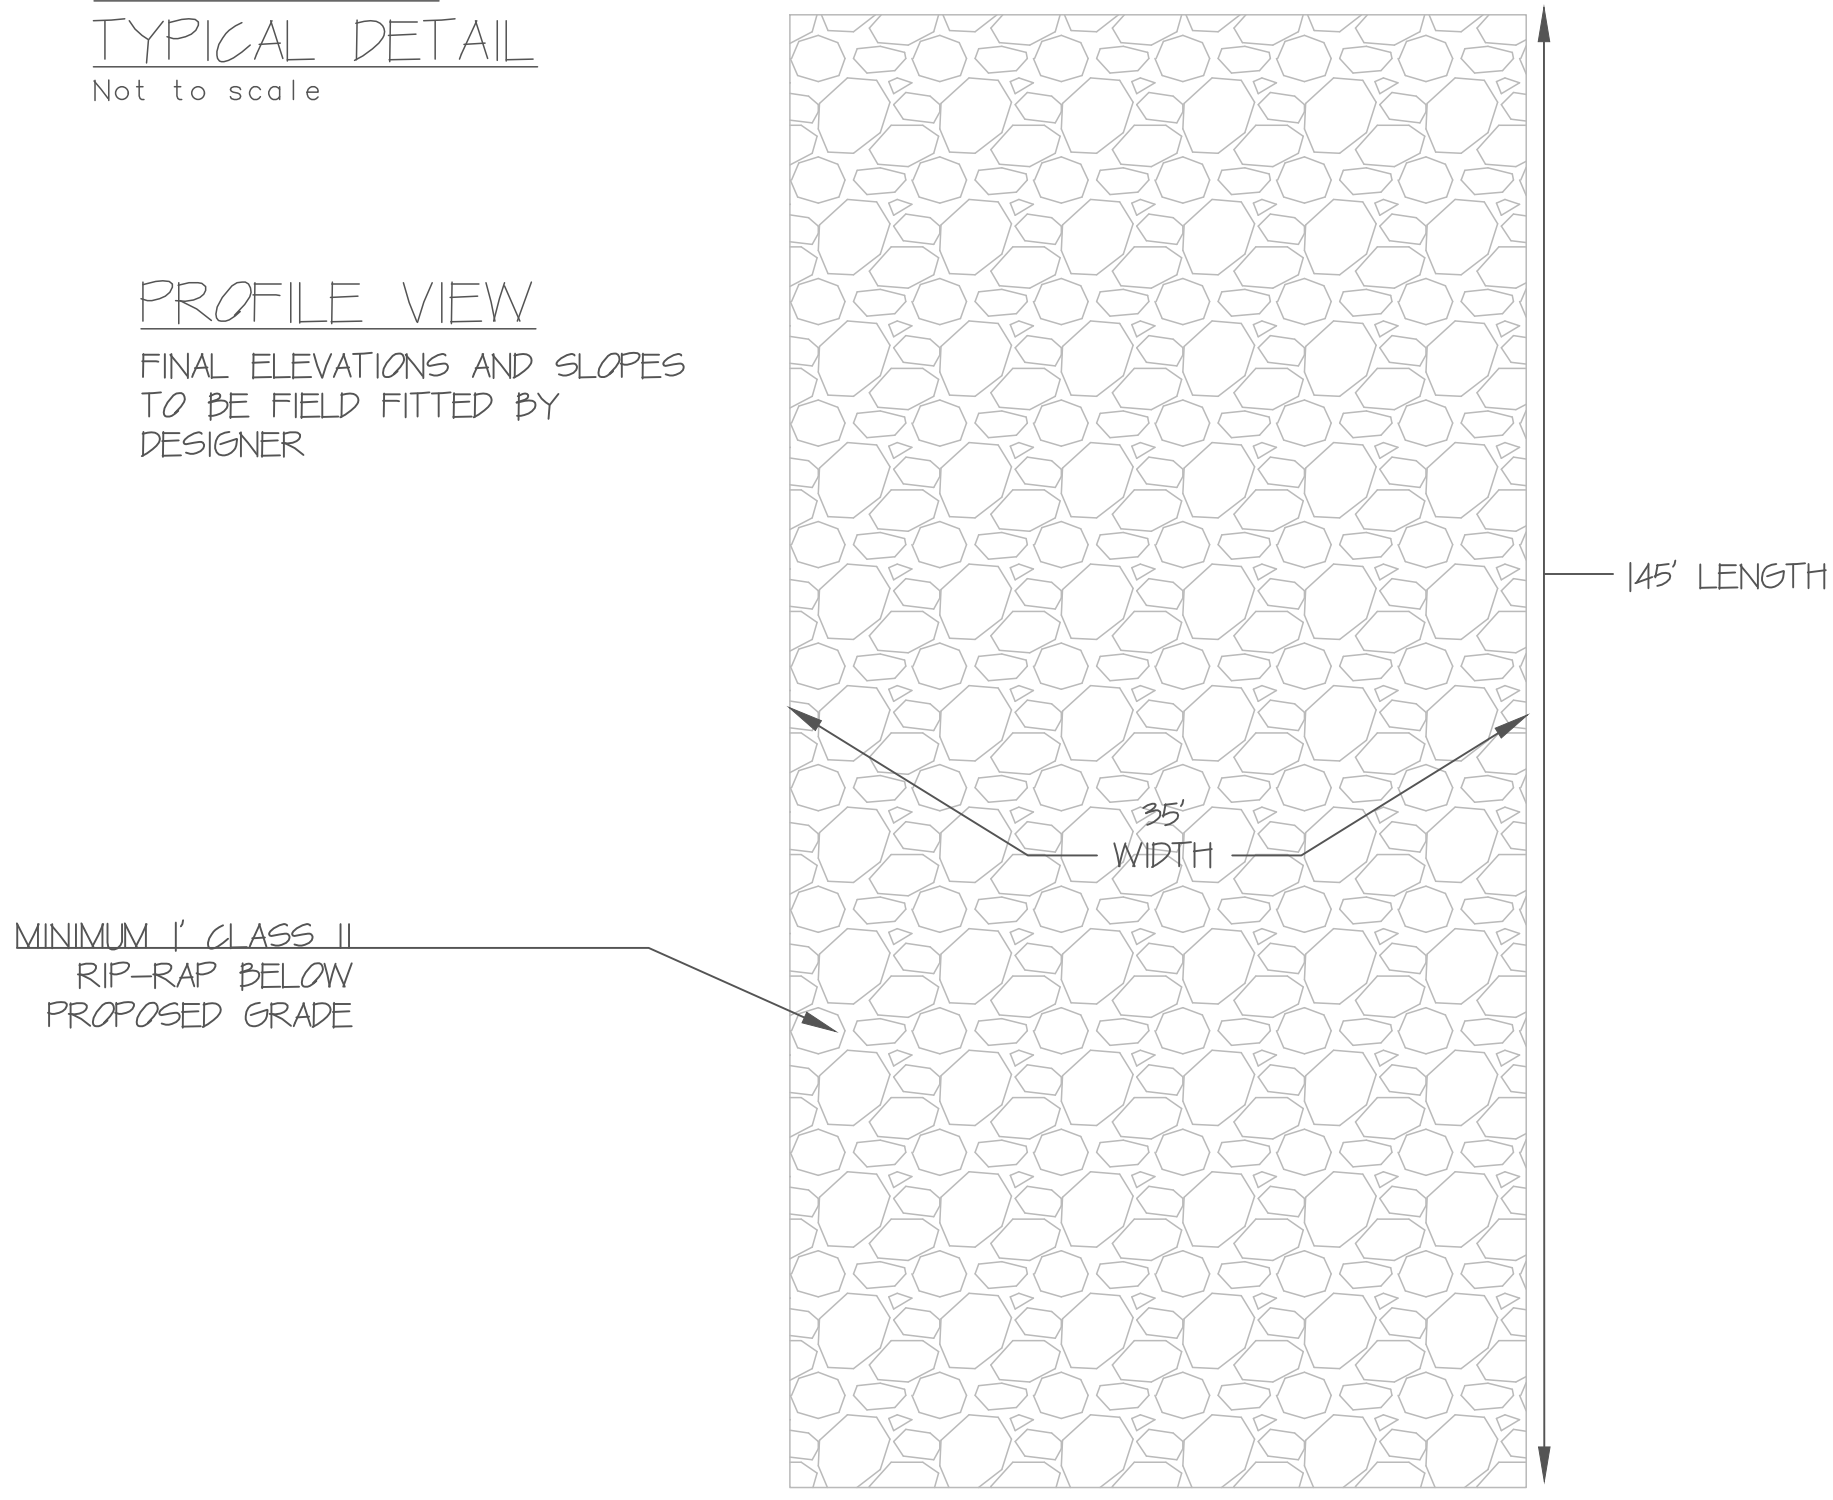 TYPICAL DETAIL
Not to scale
PROFILE VIEW
FINAL ELEVATIONS AND SLOPES
TO BE FIELD FITTED BY
DESIGNER
145' LENGTH
35'
WIDTH
MINIMUM 1' CLASS II
RIP-RAP BELOW
PROPOSED GRADE